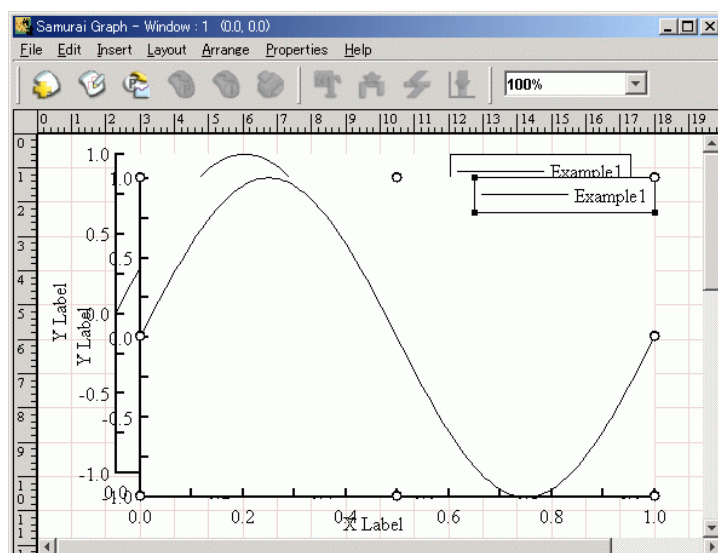 Samurai Graph - Window : 1 (0.0, 0.0)
File Edit Insert Layout Arrange Properties Help
100%
0 1 2 3 4 5 6 7 8 9 10 11 12 13 14 15 16 17 18 19
0
1
2
3
4
5
6
7
8
9
10
11
1.0
1.0
0.5
0.5
0.0
0.0
-0.5
-0.5
-1.0
-1.0
0.0
Y Label
Y Label
Example1
Example1
0.0 0.2 0.4 0.6 0.8 1.0
X Label